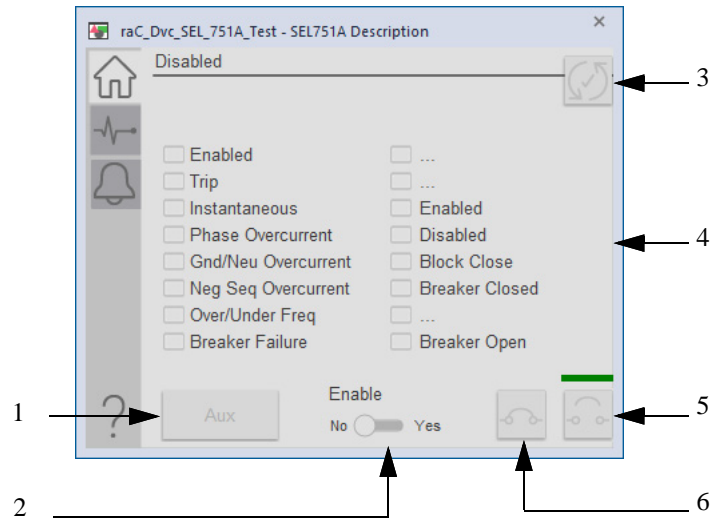 raC_Dvc_SEL_751A_Test - SEL751A Description
Disabled
3
Enabled
...
Trip
...
Instantaneous
Enabled
Phase Overcurrent
Disabled
4
Gnd/Neu Overcurrent
Block Close
Neg Seq Overcurrent
Breaker Closed
Over/Under Freq
...
Breaker Failure
Breaker Open
Enable
1
?
Aux
No
Yes
5
2
6